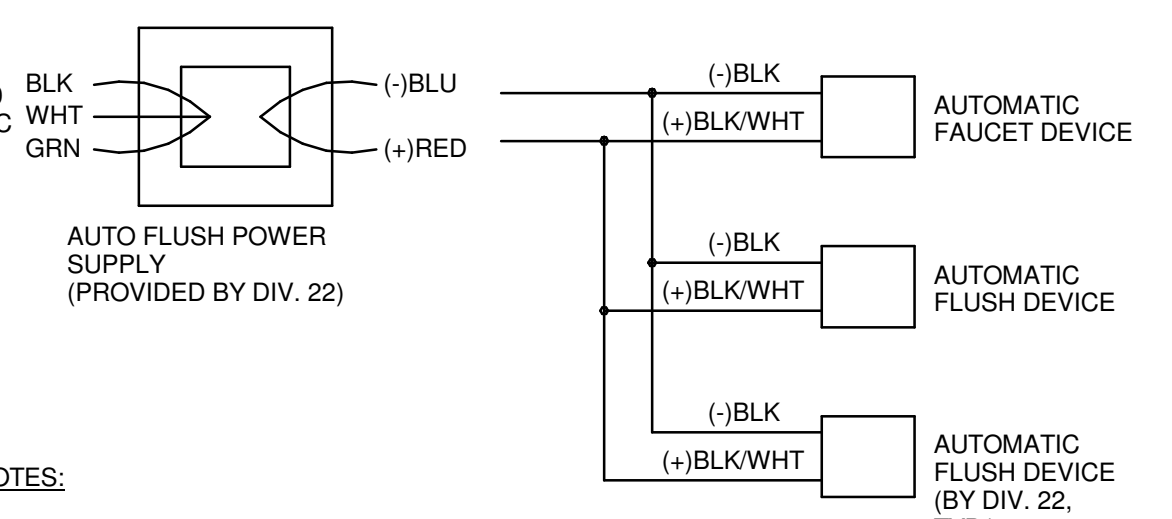 BLK
WHT
GRN
(-)BLU
(+)RED
AUTO FLUSH POWER
SUPPLY
(PROVIDED BY DIV. 22)
(-)BLK
(+)BLK/WHT
AUTOMATIC
FAUCET DEVICE
(-)BLK
(+)BLK/WHT
AUTOMATIC
FLUSH DEVICE
(-)BLK
(+)BLK/WHT
AUTOMATIC
FLUSH DEVICE
(BY DIV. 22,
OTES: